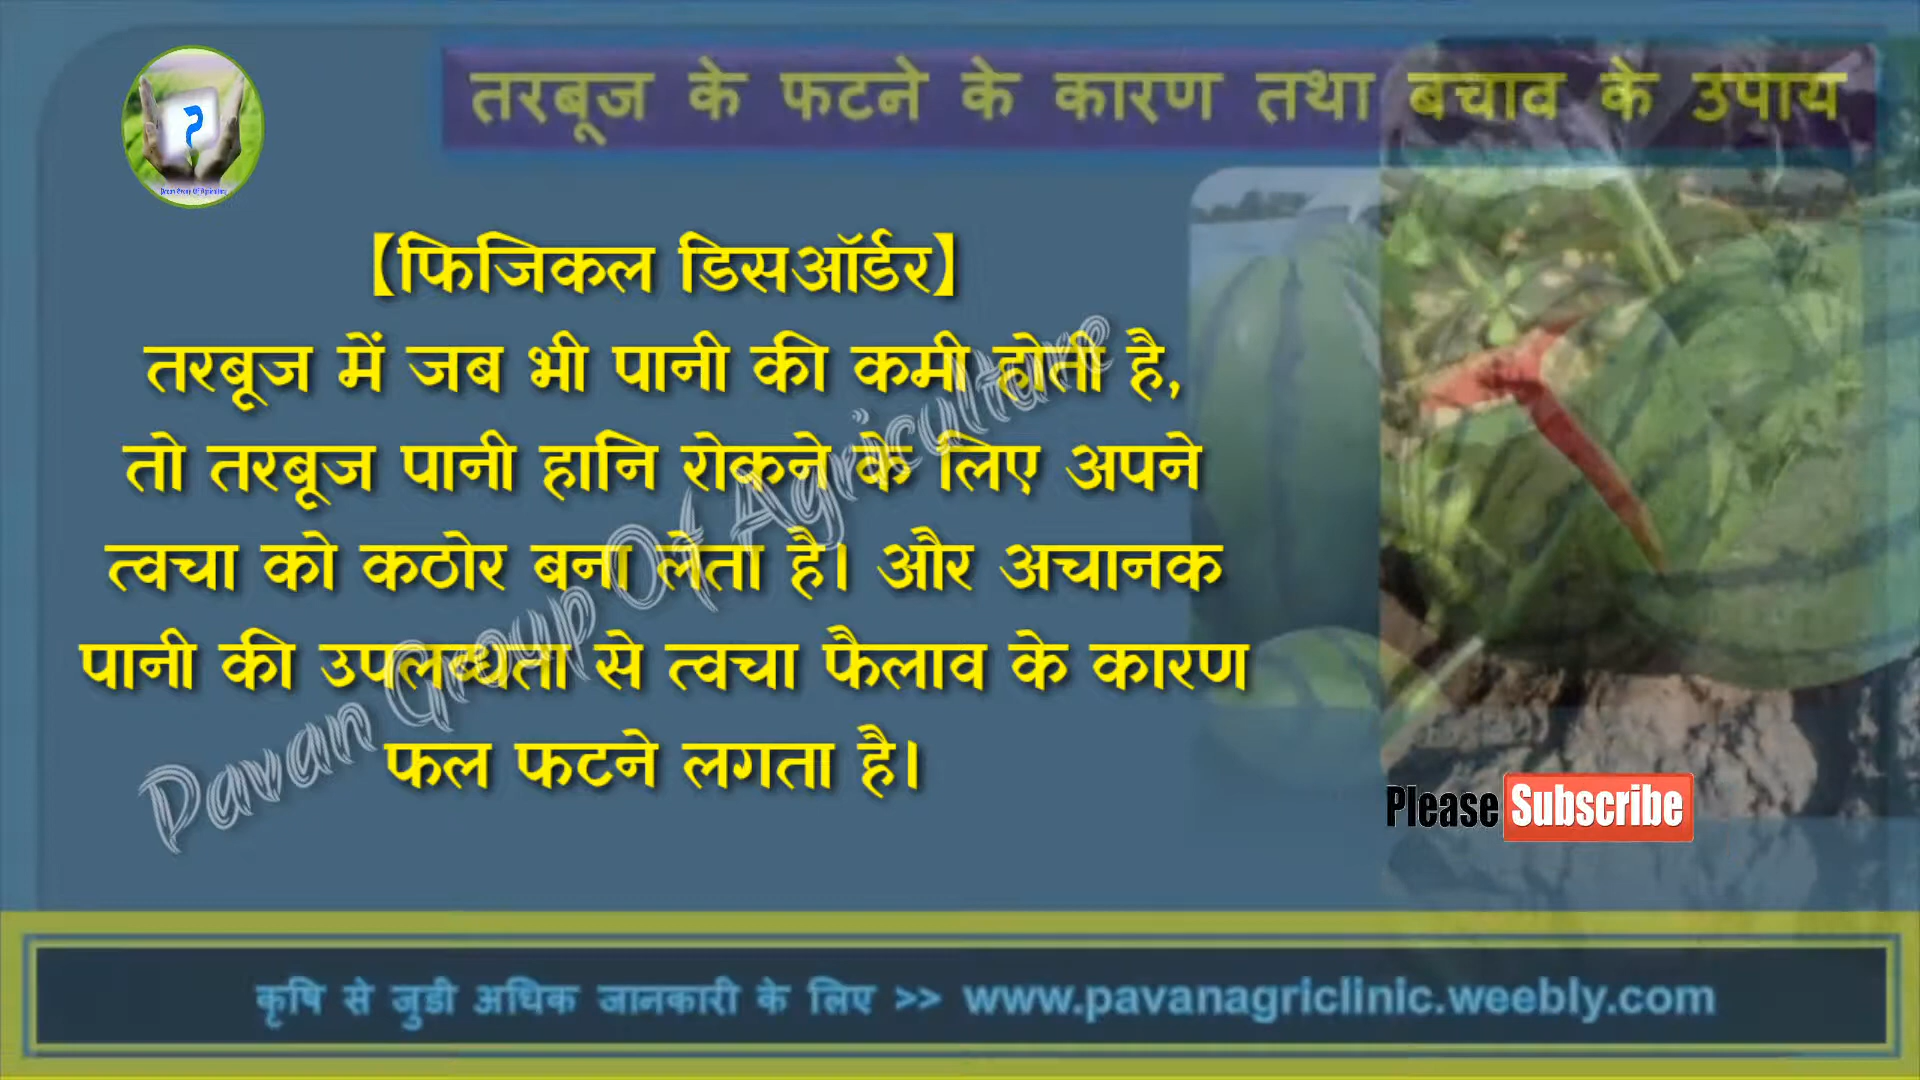 तरबूज के फटने के कारण तथा बचाव के उपाय
【फिजिकल डिसऑर्डर】
तरबूज में जब भी पानी की कमी होती है,
तो तरबूज पानी हानि रोकने के लिए अपने
त्वचा को कठोर बना लेता है। और अचानक
पानी की उपलब्धता से त्वचा फैलाव के कारण
फल फटने लगता है।
Pavan Group Of Agriculture
Please Subscribe
कृषि से जुडी अधिक जानकारी के लिए >> www.pavanagriclinic.weebly.com